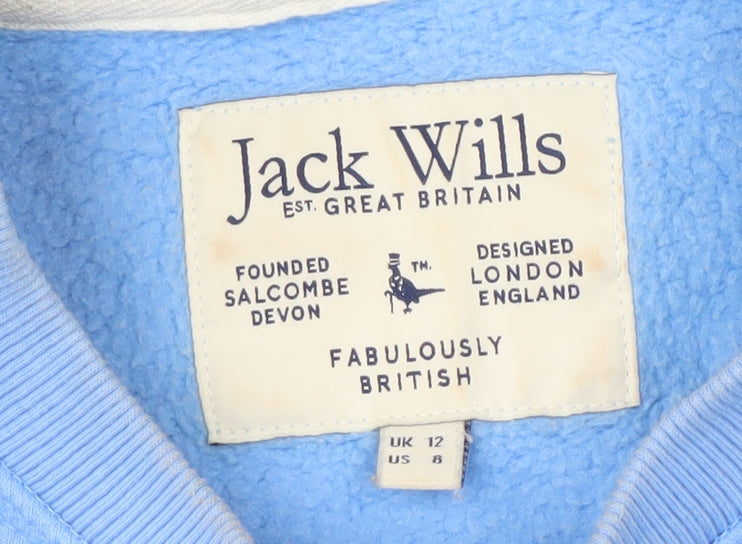 Jack Wills
EST. GREAT BRITAIN
FOUNDED
SALCOMBE
DEVON
TM.
DESIGNED
LONDON
ENGLAND
FABULOUSLY
BRITISH
UK 12
US 8